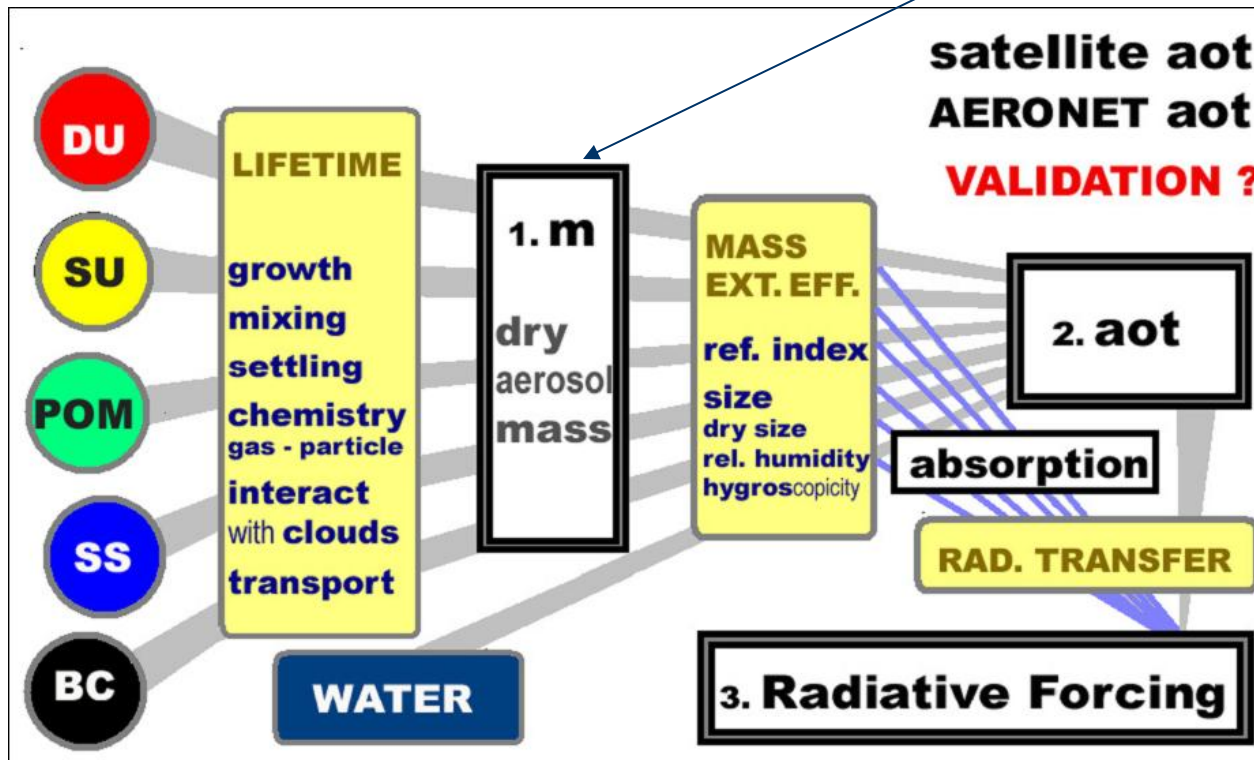 satellite aot
AERONET aot
VALIDATION ?
DU
SU
POM
SS
BC
LIFETIME
growth
mixing
settling
chemistry
gas - particle
interact
with clouds
transport
WATER
1. m
dry
aerosol
mass
MASS
EXT. EFF.
ref. index
size
dry size
rel. humidity
hygroscopicity
2. aot
absorption
RAD. TRANSFER
3. Radiative Forcing